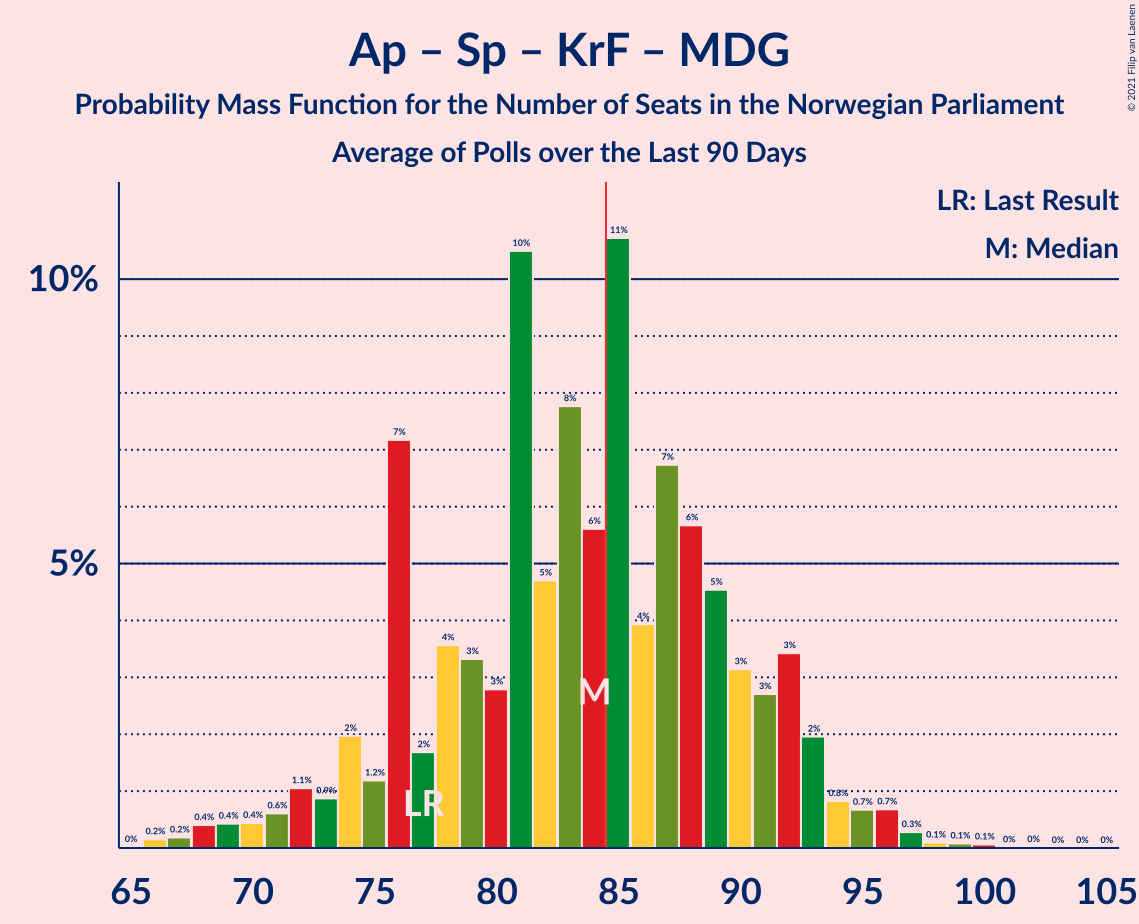 Ap – Sp – KrF – MDG
Probability Mass Function for the Number of Seats in the Norwegian Parliament
Average of Polls over the Last 90 Days
© 2021 Filip van Laenen
LR: Last Result
M: Median
10%
5%
0% 0.2% 0.2% 0.4% 0.4% 0.4% 0.6% 1.1% 0.9% 2% 1.2% 7% 2% 4% 3% 3% 10% 5% 8% 6% 11% 4% 7% 6% 5% 3% 3% 3% 2% 0.8% 0.7% 0.7% 0.3% 0.1% 0.1% 0.1% 0% 0% 0% 0% 0%
M
LR
65 70 75 80 85 90 95 100 105